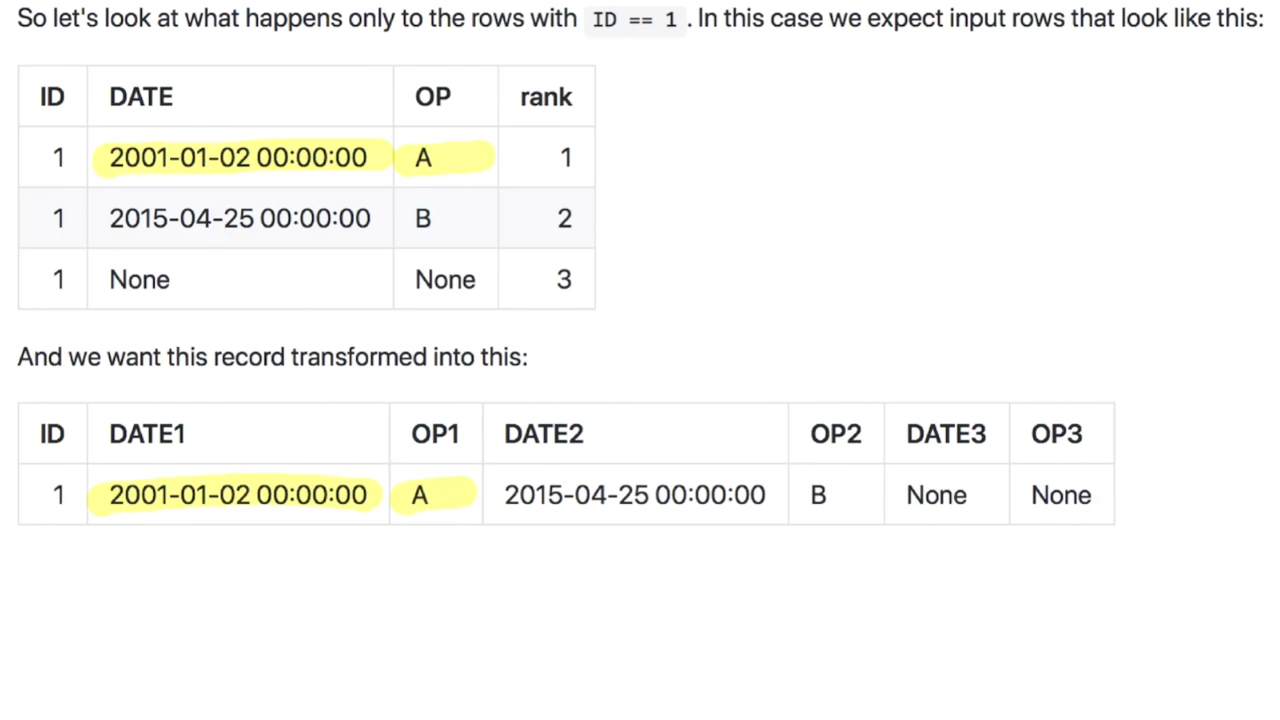 So let's look at what happens only to the rows with ID == 1 . In this case we expect input rows that look like this:
ID DATE OP rank
1 2001-01-02 00:00:00 A 1
1 2015-04-25 00:00:00 B 2
1 None None 3
And we want this record transformed into this:
ID DATE1 OP1 DATE2 OP2 DATE3 OP3
1 2001-01-02 00:00:00 A 2015-04-25 00:00:00 B None None